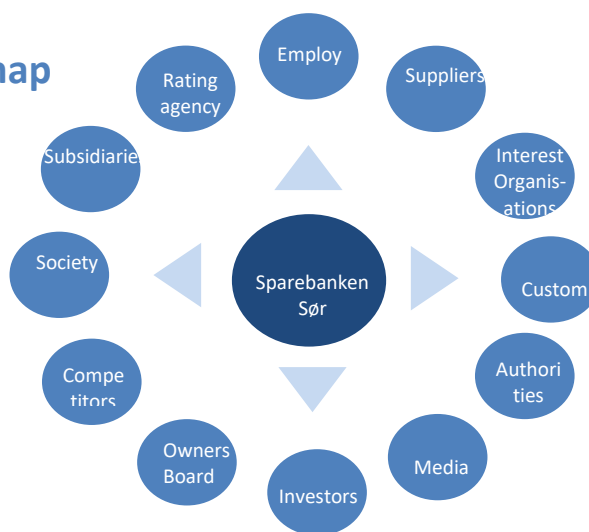 nap
Employ
Rating
agency
Suppliers
Subsidiarie
Interest
Organis-
ations
Society
Sparebanken
Sør
Custom
Compe
titors
Authori
ties
Owners
Board
Media
Investors